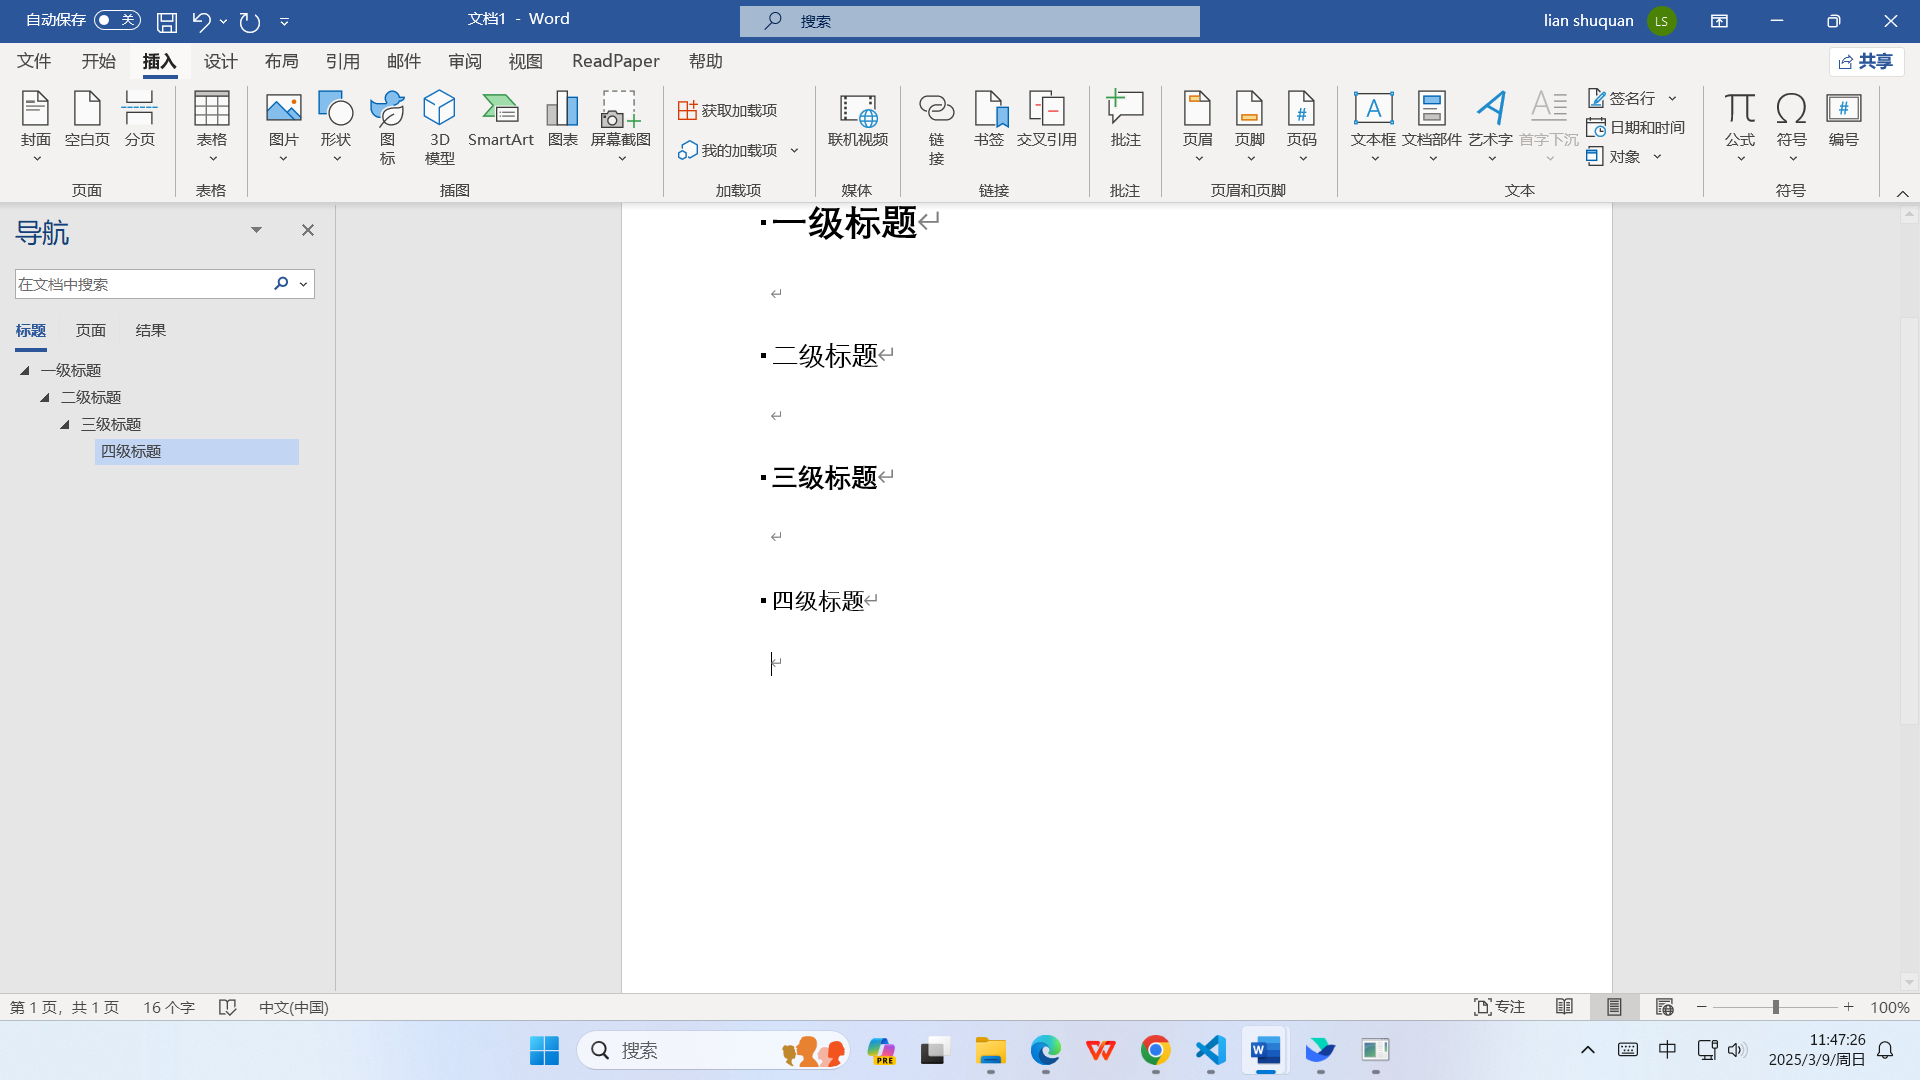 自动保存 关
文档1 - Word
搜索
lian shuquan LS
文件 开始 插入 设计 布局 引用 邮件 审阅 视图 ReadPaper 帮助
共享
封面 空白页 分页
页面
表格
表格
图片 形状 图标 3D 模型 SmartArt 图表 屏幕截图
插图
获取加载项
我的加载项
加载项
联机视频
媒体
链接 书签 交叉引用
链接
批注
批注
页眉 页脚 页码
页眉和页脚
文本框 文档部件 艺术字 首字下沉
签名行
日期和时间
对象
文本
公式 符号 编号
符号
导航
在文档中搜索
标题 页面 结果
一级标题
二级标题
三级标题
四级标题
一级标题
二级标题
三级标题
四级标题
第 1 页，共 1 页 16 个字 中文(中国)
专注
100%
搜索
PRE
中
11:47:26
2025/3/9/周日